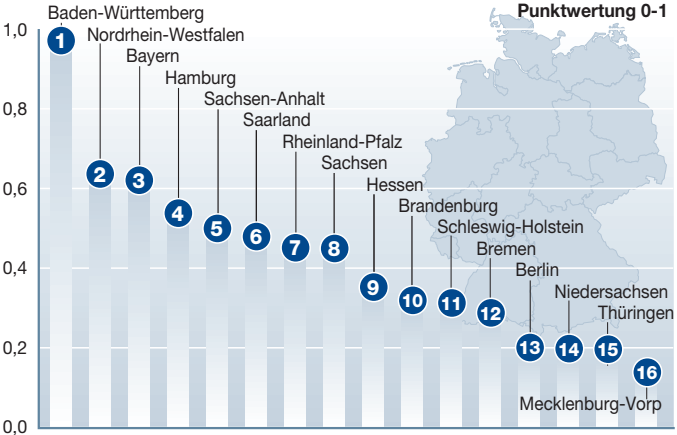 Punktwertung 0-1
Baden-Württemberg
Nordrhein-Westfalen
Bayern
Hamburg
Sachsen-Anhalt
Saarland
Rheinland-Pfalz
Sachsen
Hessen
Brandenburg
Schleswig-Holstein
Bremen
Berlin
Niedersachsen
Thüringen
Mecklenburg-Vorp
1,0
0,8
0,6
0,4
0,2
0,0
1
2
3
4
5
6
7
8
9
10
11
12
13
14
15
16